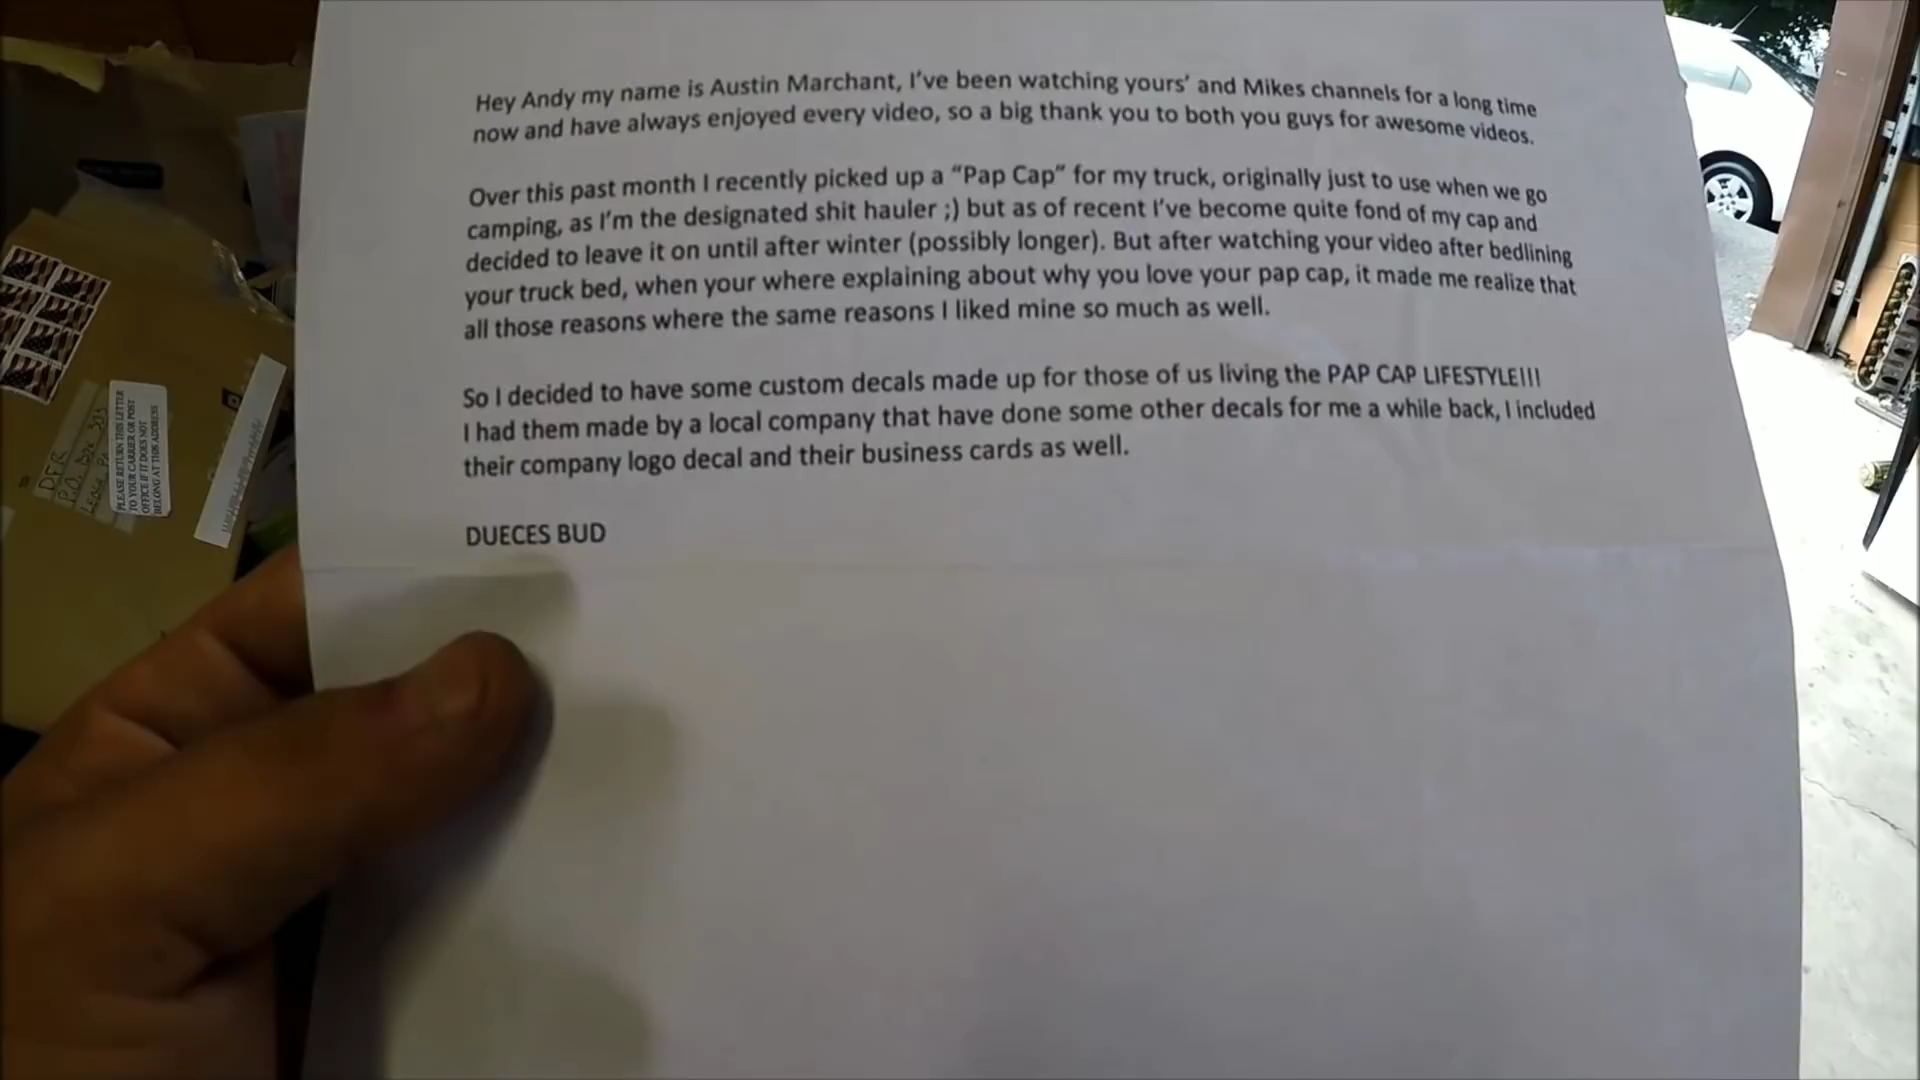 Hey Andy my name is Austin Marchant, I've been watching yours' and Mikes channels for a long time
now and have always enjoyed every video, so a big thank you to both you guys for awesome videos.
Over this past month I recently picked up a "Pap Cap" for my truck, originally just to use when we go
camping, as I'm the designated shit hauler ;) but as of recent I've become quite fond of my cap and
decided to leave it on until after winter (possibly longer). But after watching your video after bedlining
your truck bed, when your where explaining about why you love your pap cap, it made me realize that
all those reasons where the same reasons I liked mine so much as well.
So I decided to have some custom decals made up for those of us living the PAP CAP LIFESTYLE!!!
I had them made by a local company that have done some other decals for me a while back, I included
their company logo decal and their business cards as well.
DUECES BUD
DER
P.O. Box
PLEASE RETURN THIS LETTER
TO YOUR CARRIER OR POST
OFFICE IF IT DOES NOT
BELONG AT THIS ADDRESS